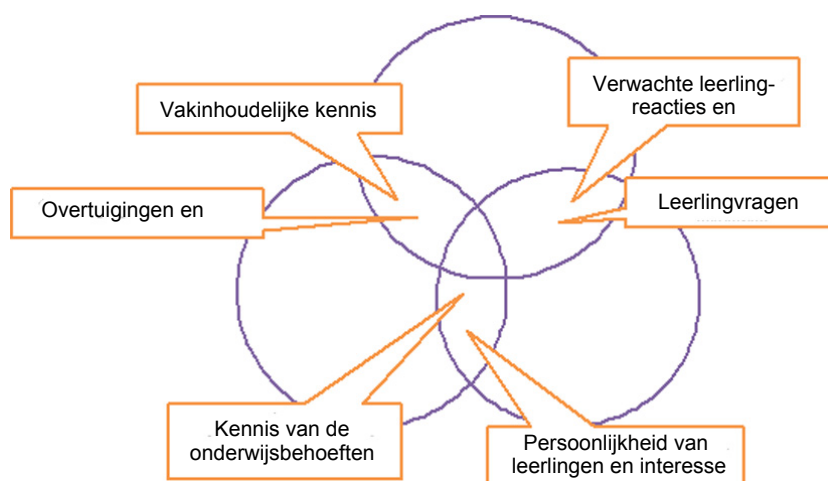 Vakinhoudelijke kennis
Verwachte leerling-
reacties en
Overtuigingen en
Leerlingvragen
Kennis van de
onderwijsbehoeften
Persoonlijkheid van
leerlingen en interesse